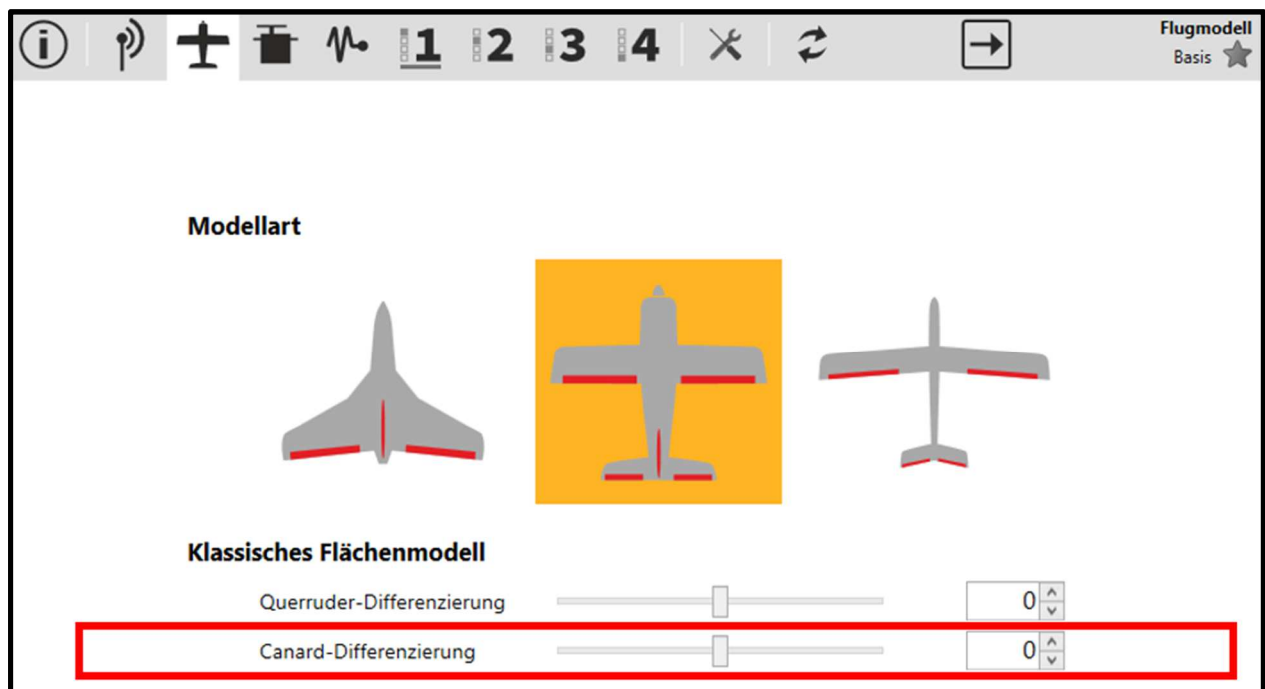 i 1 2 3 4 Flugmodell
Basis
Modellart
Klassisches Flächenmodell
Querruder-Differenzierung 0
Canard-Differenzierung 0